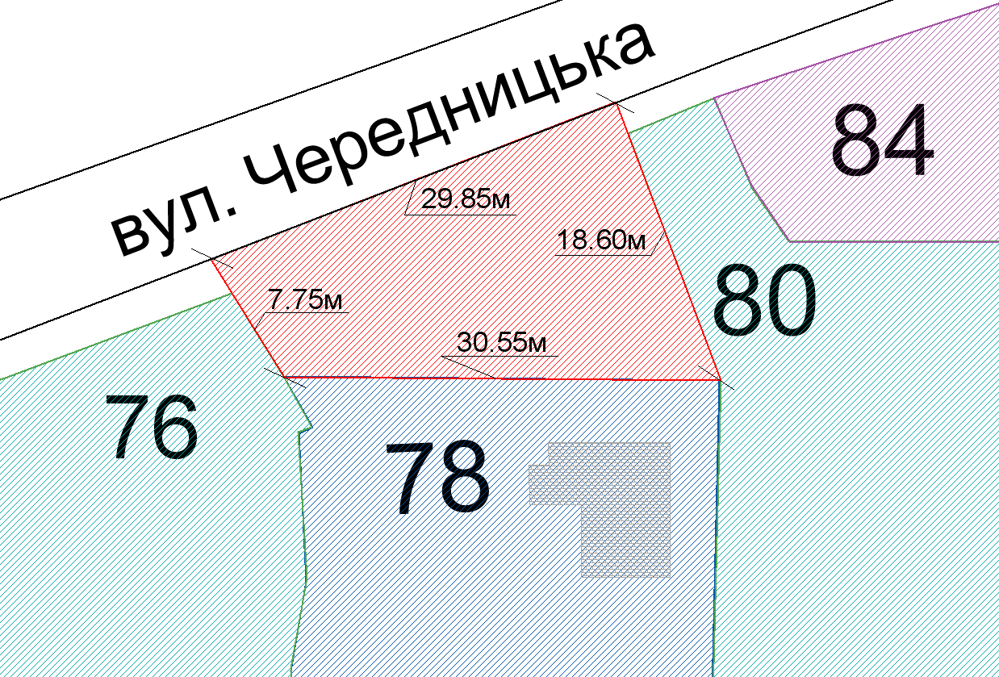 вул. Чередницька
84
29.85м
18.60м
80
7.75м
30.55м
76
78